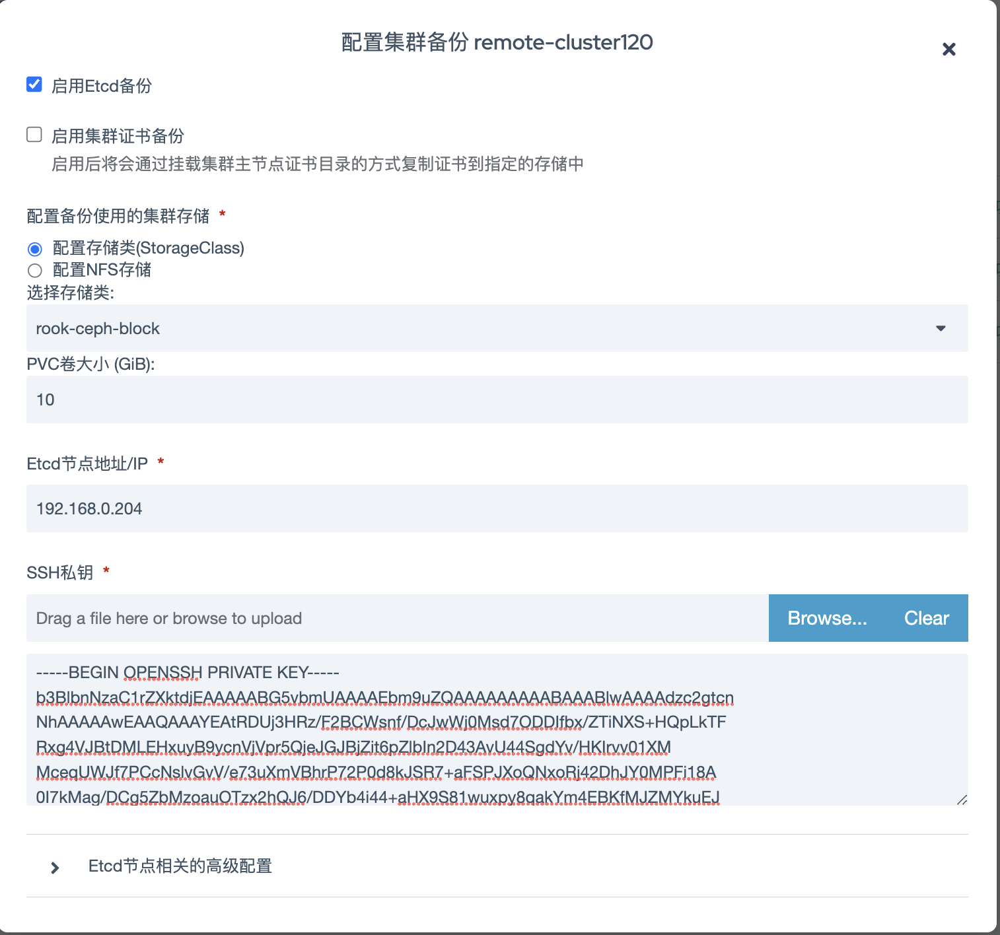 配置集群备份 remote-cluster120
启用Etcd备份
启用集群证书备份
启用后将会通过挂载集群主节点证书目录的方式复制证书到指定的存储中
配置备份使用的集群存储 *
配置存储类(StorageClass)
配置NFS存储
选择存储类:
rook-ceph-block
PVC卷大小 (GiB):
10
Etcd节点地址/IP *
192.168.0.204
SSH私钥 *
Drag a file here or browse to upload
Browse... Clear
-----BEGIN OPENSSH PRIVATE KEY-----
b3BlbnNzaC1rZXktdjEAAAAABG5vbmUAAAAEbm9uZQAAAAAAAAABAAABlwAAAAdzc2gtcn
NhAAAAAwEAAQAAAYEAtRDUj3HRz/F2BCWsnf/DcJwWj0Msd7ODDIfbx/ZTiNXS+HQpLkTF
Rxg4VJBtDMLEHxuyB9ycnVjVpr5QjeJGJBjZit6pZlbIn2D43AvU44SgdYv/HKIrvv01XM
McequWJf7PCcNslvGvV/e73uXmVBhrP72P0d8kJSR7+aFSPJXoQNxoRj42DhJY0MPFi18A
0I7kMag/DCg5ZbMzoauOTzx2hQJ6/DDYb4i44+aHX9S81wuxpy8qakYm4EBKfMJZMYkuEJ
Etcd节点相关的高级配置